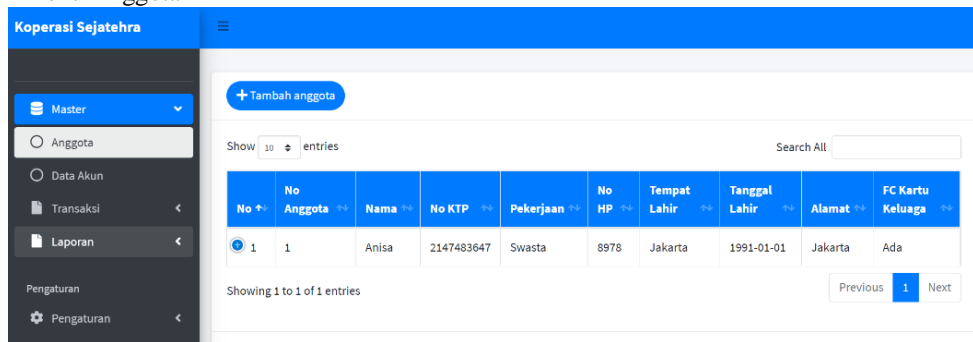 Koperasi Sejatehra
Tambah anggota
Master
Show 10 entries
Search All
Anggota
Data Akun
No
No Anggota
Nama
No KTP
Pekerjaan
No HP
Tempat Lahir
Tanggal Lahir
Alamat
FC Kartu Keluaga
Transaksi
Laporan
1 1 Anisa 2147483647 Swasta 8978 Jakarta 1991-01-01 Jakarta Ada
Showing 1 to 1 of 1 entries
Previous 1 Next
Pengaturan
Pengaturan